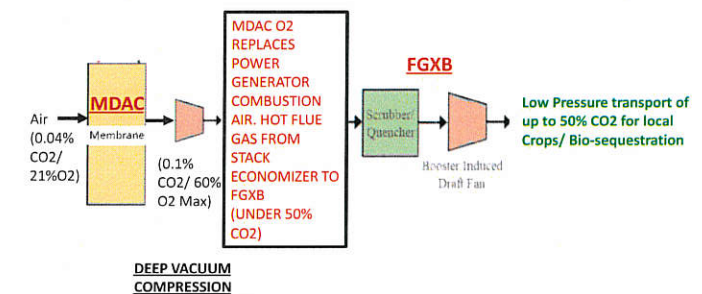 MDAC
Membrane
Air
(0.04%
CO2/
21%O2)
(0.1%
CO2/ 60%
O2 Max)
DEEP VACUUM
COMPRESSION
MDAC O2
REPLACES
POWER
GENERATOR
COMBUSTION
AIR. HOT FLUE
GAS FROM
STACK
ECONOMIZER TO
FGXB
(UNDER 50%
CO2)
FGXB
Scrubber/
Quencher
Booster Induced
Draft Fan
Low Pressure transport of
up to 50% CO2 for local
Crops/ Bio-sequestration